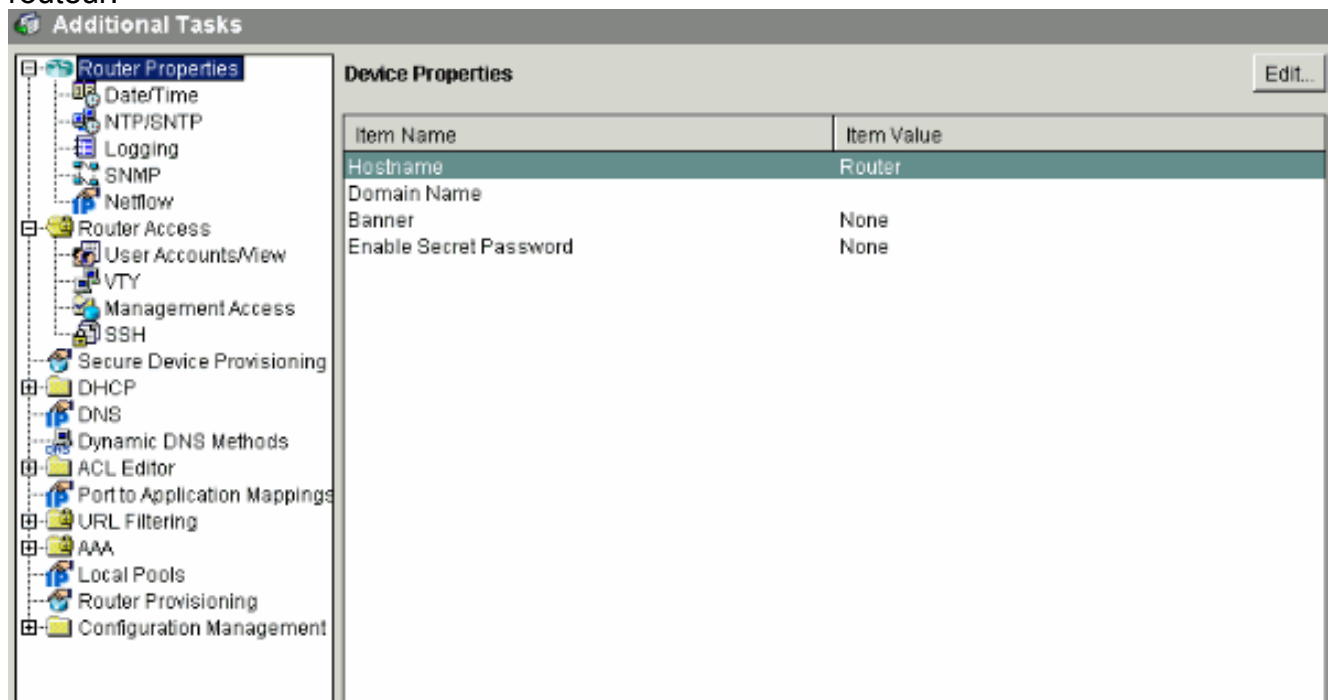 routeur.
Additional Tasks
Router Properties
Date/Time
NTP/SNTP
Logging
SNMP
Netflow
Router Access
User Accounts/View
VTY
Management Access
SSH
Secure Device Provisioning
DHCP
DNS
Dynamic DNS Methods
ACL Editor
Port to Application Mappings
URL Filtering
AAA
Local Pools
Router Provisioning
Configuration Management
Device Properties Edit...
Item Name Item Value
Hostname Router
Domain Name
Banner None
Enable Secret Password None